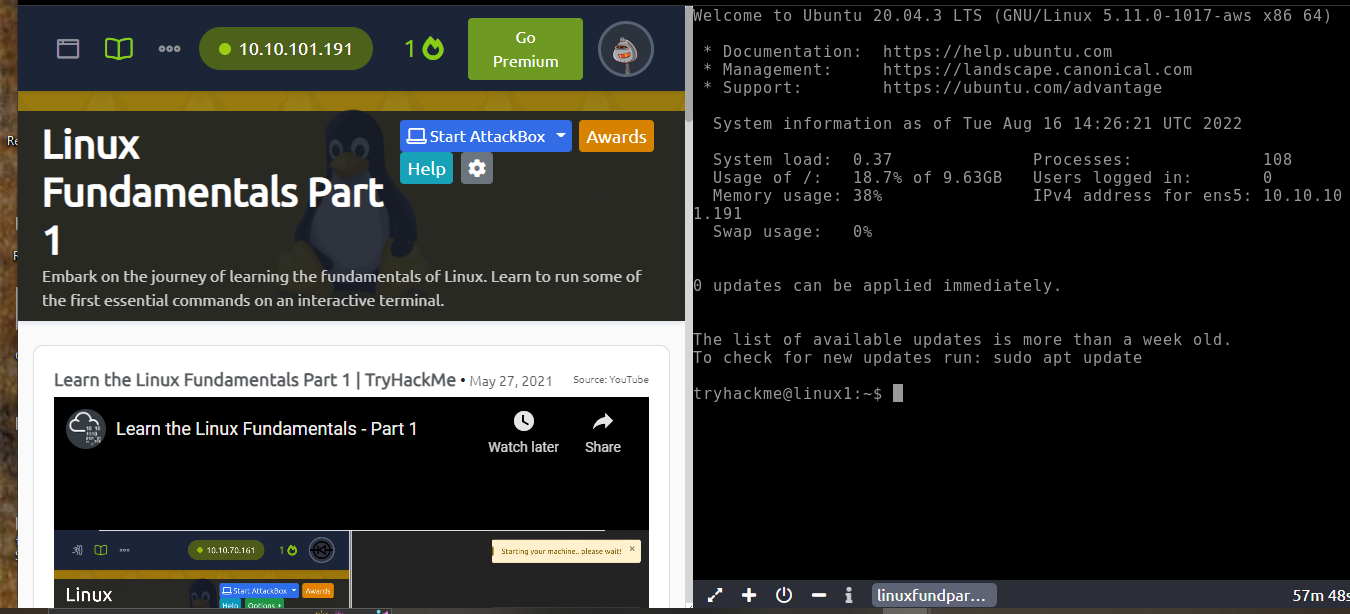 10.10.101.191
1
Go
Premium
Linux
Fundamentals Part
1
Start AttackBox
Awards
Help
Embark on the journey of learning the fundamentals of Linux. Learn to run some of
the first essential commands on an interactive terminal.
Learn the Linux Fundamentals Part 1 | TryHackMe • May 27, 2021
Source: YouTube
Learn the Linux Fundamentals - Part 1
Watch later
Share
10.10.70.161
1
Starting your machine.. please wait!
Linux
Start AttackBox
Awards
Help
Options
Welcome to Ubuntu 20.04.3 LTS (GNU/Linux 5.11.0-1017-aws x86 64)
* Documentation:  https://help.ubuntu.com
* Management:     https://landscape.canonical.com
* Support:        https://ubuntu.com/advantage
System information as of Tue Aug 16 14:26:21 UTC 2022
System load:  0.37              Processes:             108
Usage of /:   18.7% of 9.63GB   Users logged in:       0
Memory usage: 38%               IPv4 address for ens5: 10.10.10
1.191
Swap usage:   0%
0 updates can be applied immediately.
The list of available updates is more than a week old.
To check for new updates run: sudo apt update
tryhackme@linux1:~$
linuxfundpar...
57m 48s